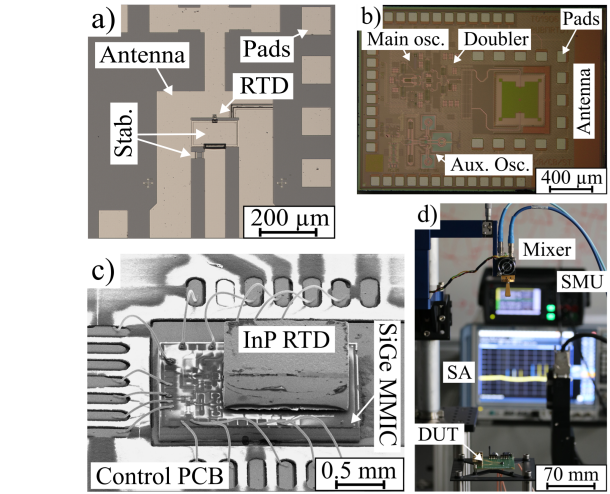 a)
Antenna
Pads
RTD
Stab.
200 µm
b)
Main osc.
Doubler
Pads
Antenna
Aux. Osc.
400 µm
c)
InP RTD
SiGe MMIC
Control PCB
0.5 mm
d)
Mixer
SMU
SA
DUT
70 mm